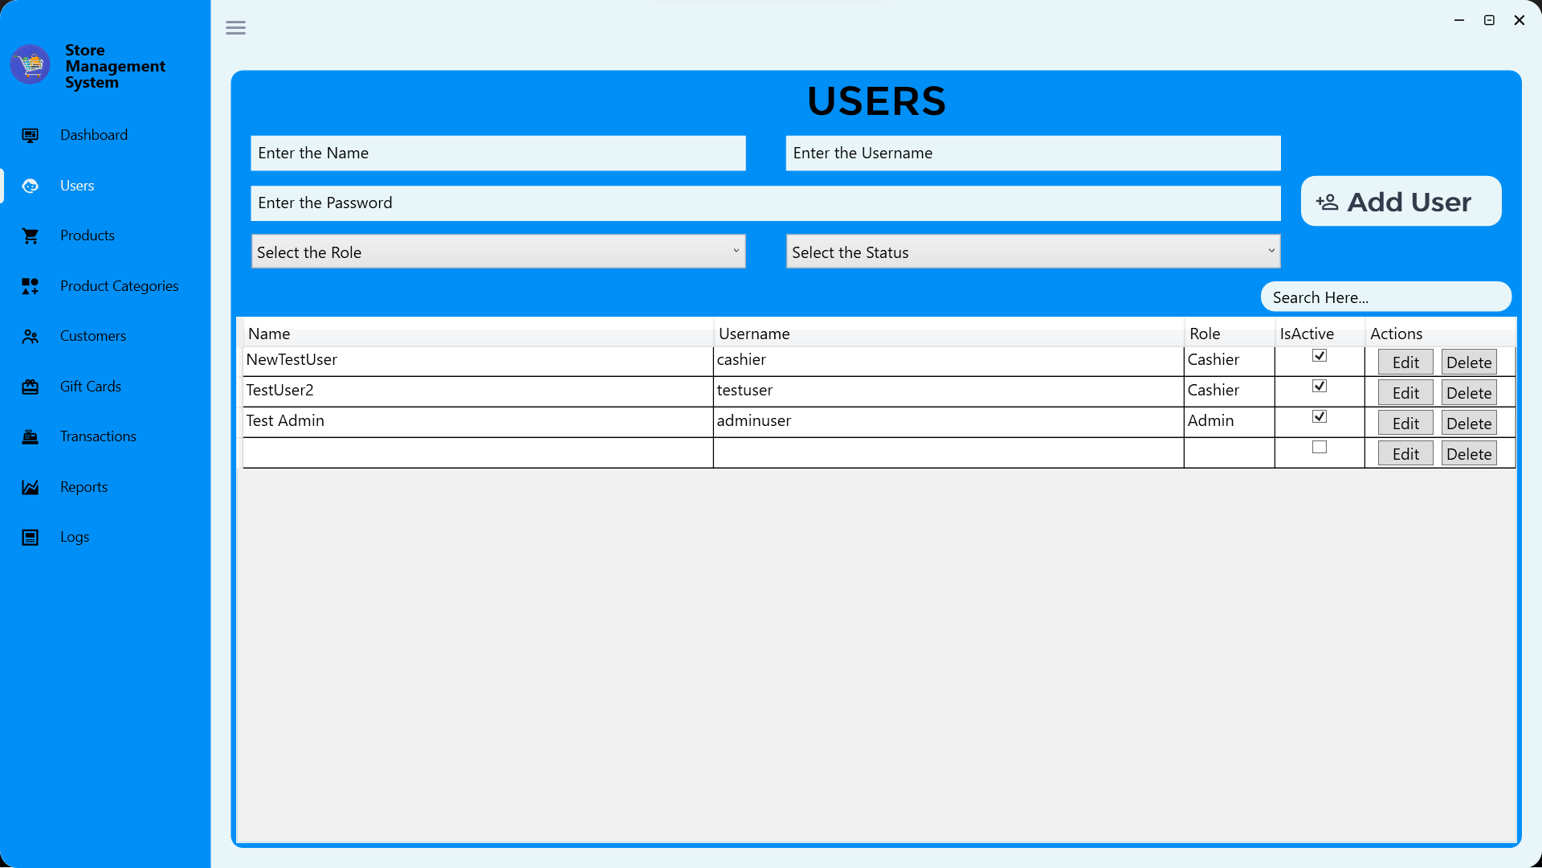 Store
Management
System
Dashboard
Users
Products
Product Categories
Customers
Gift Cards
Transactions
Reports
Logs
USERS
Enter the Name
Enter the Username
Enter the Password
Add User
Select the Role
Select the Status
Search Here...
Name Username Role IsActive Actions
NewTestUser cashier Cashier Edit Delete
TestUser2 testuser Cashier Edit Delete
Test Admin adminuser Admin Edit Delete
Edit Delete